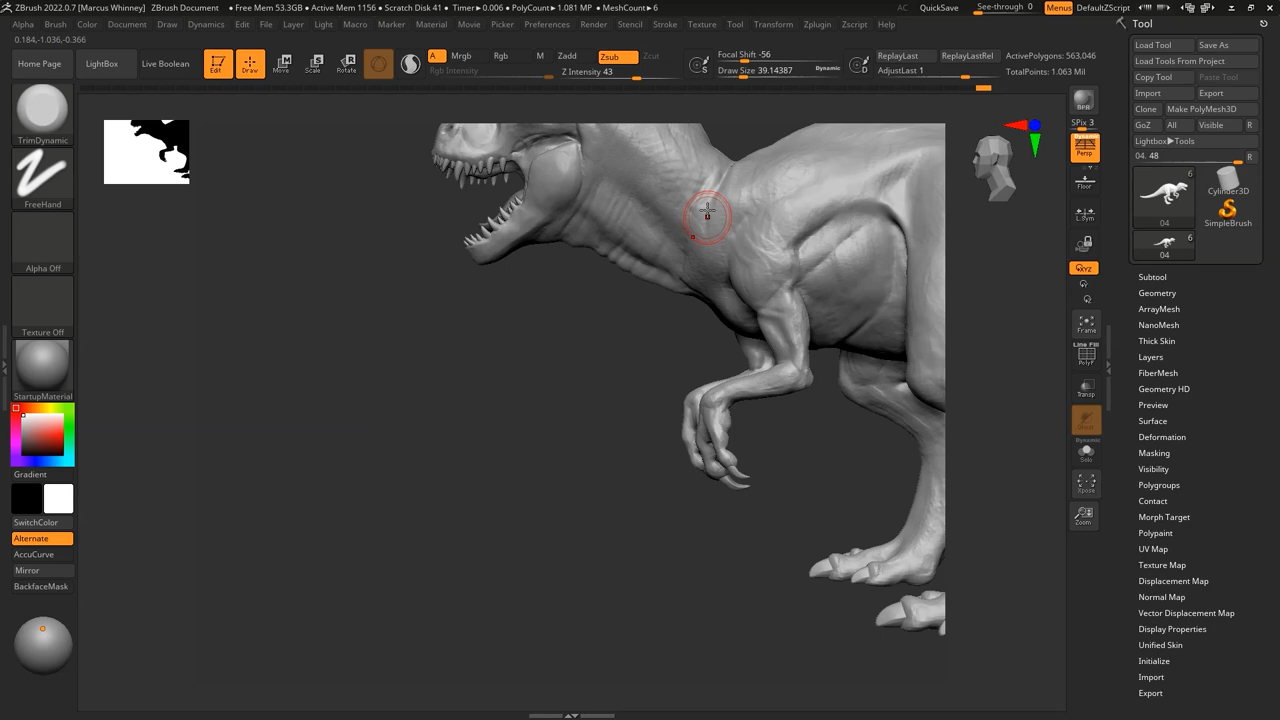 ZBrush 2022.0.7 [Marcus Whinney] ZBrush Document ● Free Mem 53.3GB ● Active Mem 1156 ● Scratch Disk 41 ● Timer►0.006 ● PolyCount►1.081 MP ● MeshCount►6
AC QuickSave See-through 0 Menus DefaultZScript
Alpha Brush Color Document Draw Dynamics Edit File Layer Light Macro Marker Material Movie Picker Preferences Render Stencil Stroke Texture Tool Transform Zplugin Zscript Help
0.184,-1.036,-0.366
Home Page
LightBox
Live Boolean
Edit
Draw
Move
Scale
Rotate
A Mrgb Rgb M Zadd Zsub Zcut
Rgb Intensity Z Intensity 43
S
Focal Shift -56
Draw Size 39.14387 Dynamic
D
ReplayLast ReplayLastRel
AdjustLast 1
ActivePolygons: 563,046
TotalPoints: 1.063 Mil
TrimDynamic
FreeHand
Alpha Off
Texture Off
StartupMaterial
Gradient
SwitchColor
Alternate
AccuCurve
Mirror
BackfaceMask
BPR
SPix 3
Dynamic
Persp
Floor
L.Sym
XYZ
Frame
Line Fill
PolyF
Transp
Dynamic
Solo
Xpose
Zoom
Tool
Load Tool Save As
Load Tools From Project
Copy Tool Paste Tool
Import Export
Clone Make PolyMesh3D
GoZ All Visible R
Lightbox►Tools
04. 48 R
6
04
Cylinder3D
SimpleBrush
6
04
Subtool
Geometry
ArrayMesh
NanoMesh
Thick Skin
Layers
FiberMesh
Geometry HD
Preview
Surface
Deformation
Masking
Visibility
Polygroups
Contact
Morph Target
Polypaint
UV Map
Texture Map
Displacement Map
Normal Map
Vector Displacement Map
Display Properties
Unified Skin
Initialize
Import
Export